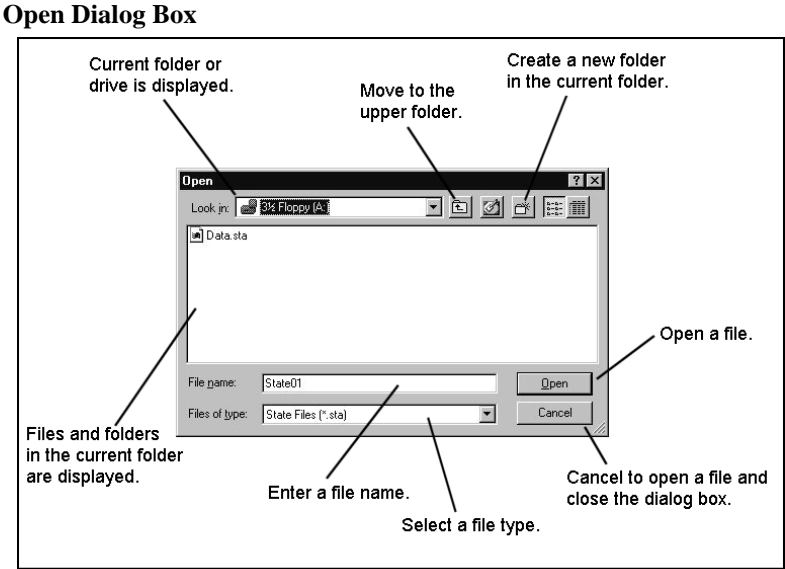 Open Dialog Box
Current folder or
drive is displayed.
Move to the
upper folder.
Create a new folder
in the current folder.
Open
Look in:
3½ Floppy (A:
Data.sta
Open a file.
File name:
State01
Open
Files of type:
State Files (*.sta)
Cancel
Files and folders
in the current folder
are displayed.
Enter a file name.
Select a file type.
Cancel to open a file and
close the dialog box.